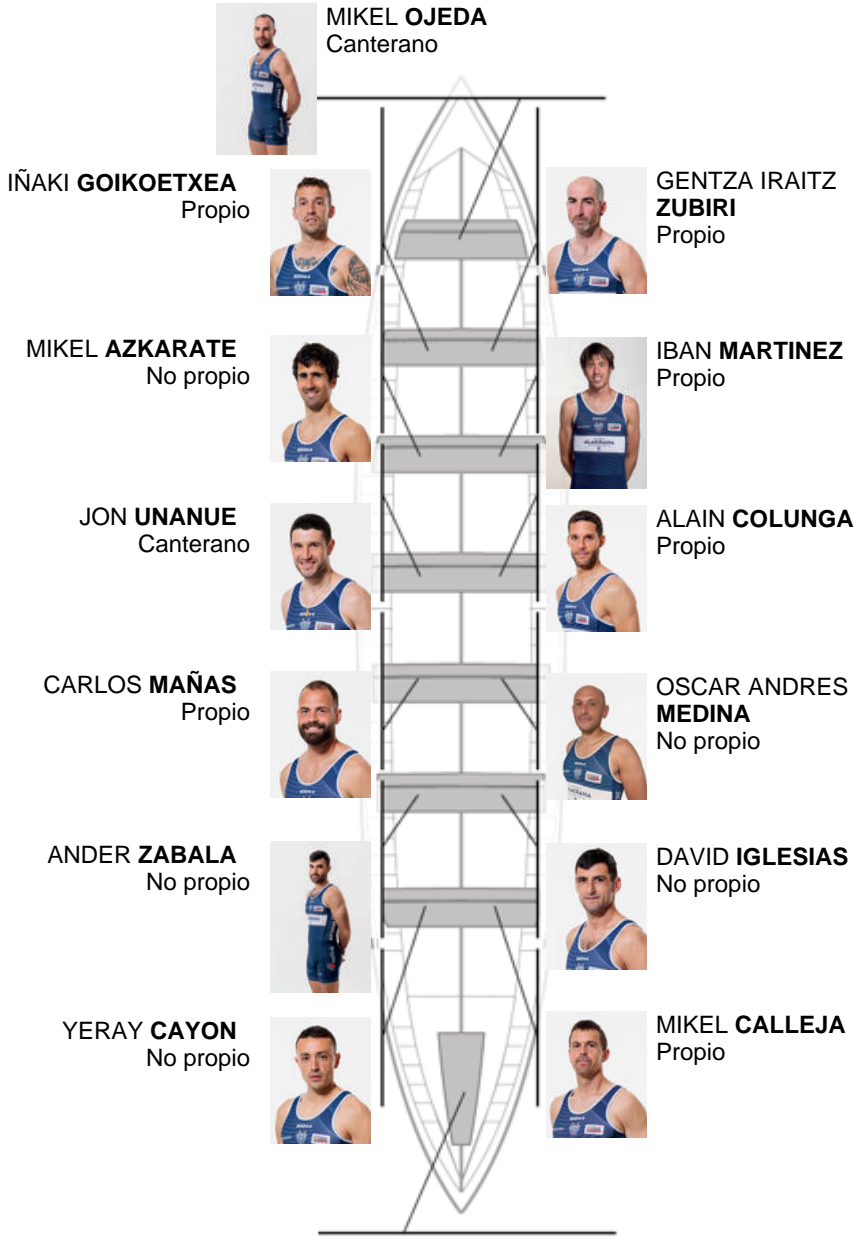 MIKEL OJEDA
Canterano
IÑAKI GOIKOETXEA
Propio
GENTZA IRAITZ
ZUBIRI
Propio
MIKEL AZKARATE
No propio
IBAN MARTINEZ
Propio
JON UNANUE
Canterano
ALAIN COLUNGA
Propio
CARLOS MAÑAS
Propio
OSCAR ANDRES
MEDINA
No propio
ANDER ZABALA
No propio
DAVID IGLESIAS
No propio
YERAY CAYON
No propio
MIKEL CALLEJA
Propio